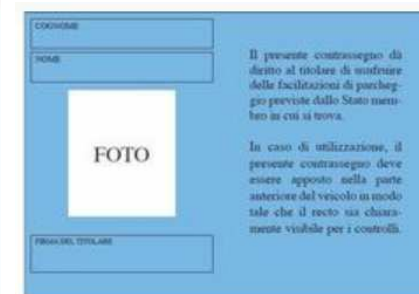 COGNOME
NOME
FOTO
FIRMA DEL TITOLARE
Il presente contrassegno dà
diritto al titolare di usufruire
delle facilitazioni di parcheg-
gio previste dallo Stato mem-
bro in cui si trova.
In caso di utilizzazione, il
presente contrassegno deve
essere apposto nella parte
anteriore del veicolo in modo
tale che il recto sia chiara-
mente visibile per i controlli.